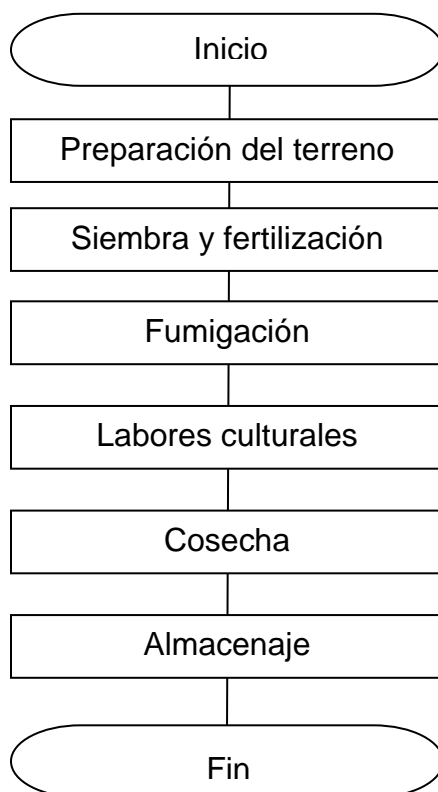 Inicio
Preparación del terreno
Siembra y fertilización
Fumigación
Labores culturales
Cosecha
Almacenaje
Fin